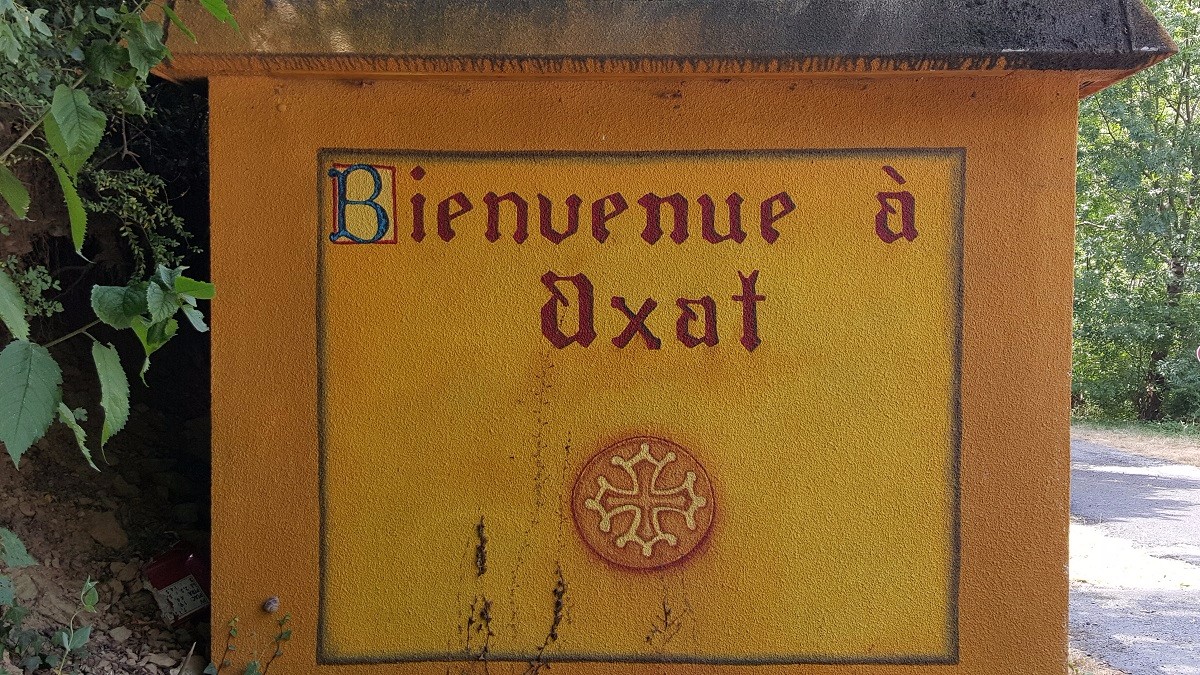 Bienvenue à
Axat